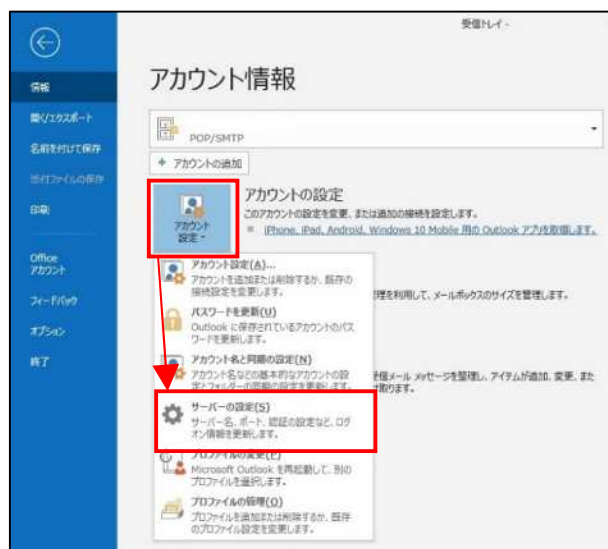 受信トレイ -
情報
開く/エクスポート
名前を付けて保存
添付ファイルの保存
印刷
Office
アカウント
フィードバック
オプション
終了
アカウント情報
POP/SMTP
+ アカウントの追加
アカウント
設定
アカウントの設定
このアカウントの設定を変更、または追加の接続を設定します。
iPhone、iPad、Android、Windows 10 Mobile 用の Outlook アプリを取得します。
アカウント設定(A)...
アカウントを追加または削除するか、既存の
接続設定を変更します。
理を利用して、メールボックスのサイズを管理します。
パスワードを更新(U)
Outlook に保存されているアカウントのパス
ワードを更新します。
アカウント名と同期の設定(N)
アカウント名などの基本的なアカウントの設
定とフォルダーの同期の設定を更新します。
受信メール メッセージを整理し、アイテムが追加、変更、また
け取ります。
サーバーの設定(S)
サーバー名、ポート、認証の設定など、ログ
オン情報を更新します。
プロファイルの変更(F)
Microsoft Outlook を再起動して、別の
プロファイルを選択します。
プロファイルの管理(O)
プロファイルを追加または削除するか、既存
のプロファイル設定を変更します。